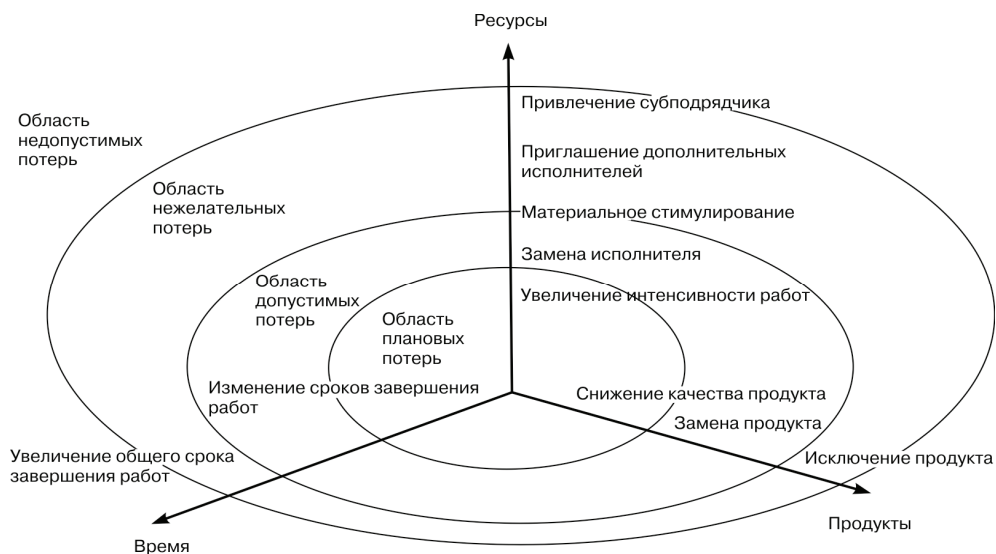 Ресурсы
Привлечение субподрядчика
Область
недопустимых
потерь
Приглашение дополнительных
исполнителей
Область
нежелательных
потерь
Материальное стимулирование
Замена исполнителя
Область
допустимых
потерь
Увеличение интенсивности работ
Область
плановых
потерь
Изменение сроков завершения
работ
Снижение качества продукта
Замена продукта
Увеличение общего срока
завершения работ
Исключение продукта
Продукты
Время